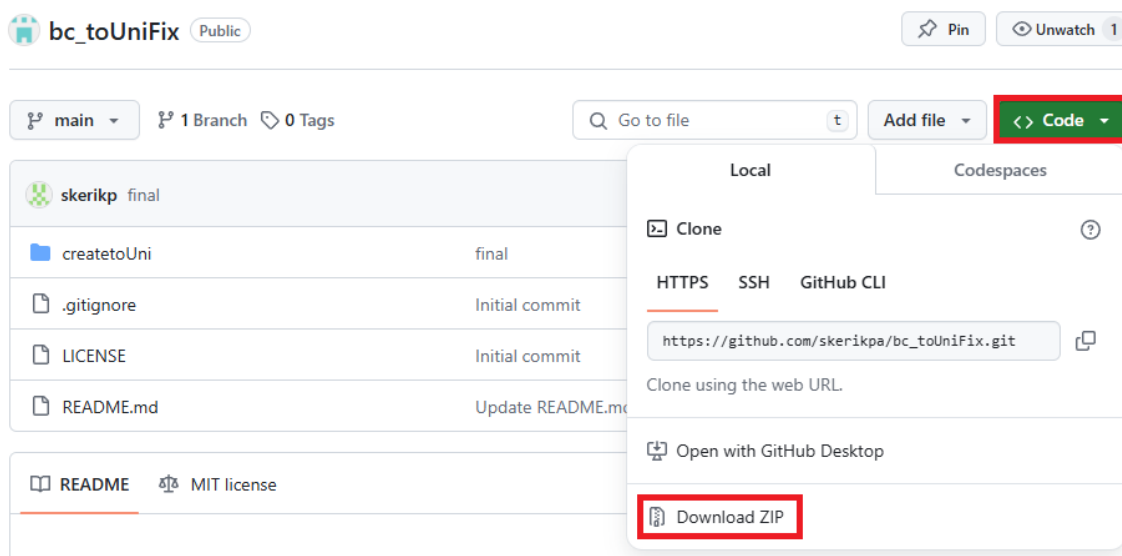 bc_toUniFix Public
Pin
Unwatch 1
main
1 Branch
0 Tags
Go to file t
Add file
<> Code
skerikp final
createtoUni final
.gitignore Initial commit
LICENSE Initial commit
README.md Update README.md
README
MIT license
Local
Codespaces
Clone
HTTPS SSH GitHub CLI
https://github.com/skerikpa/bc_toUniFix.git
Clone using the web URL.
Open with GitHub Desktop
Download ZIP